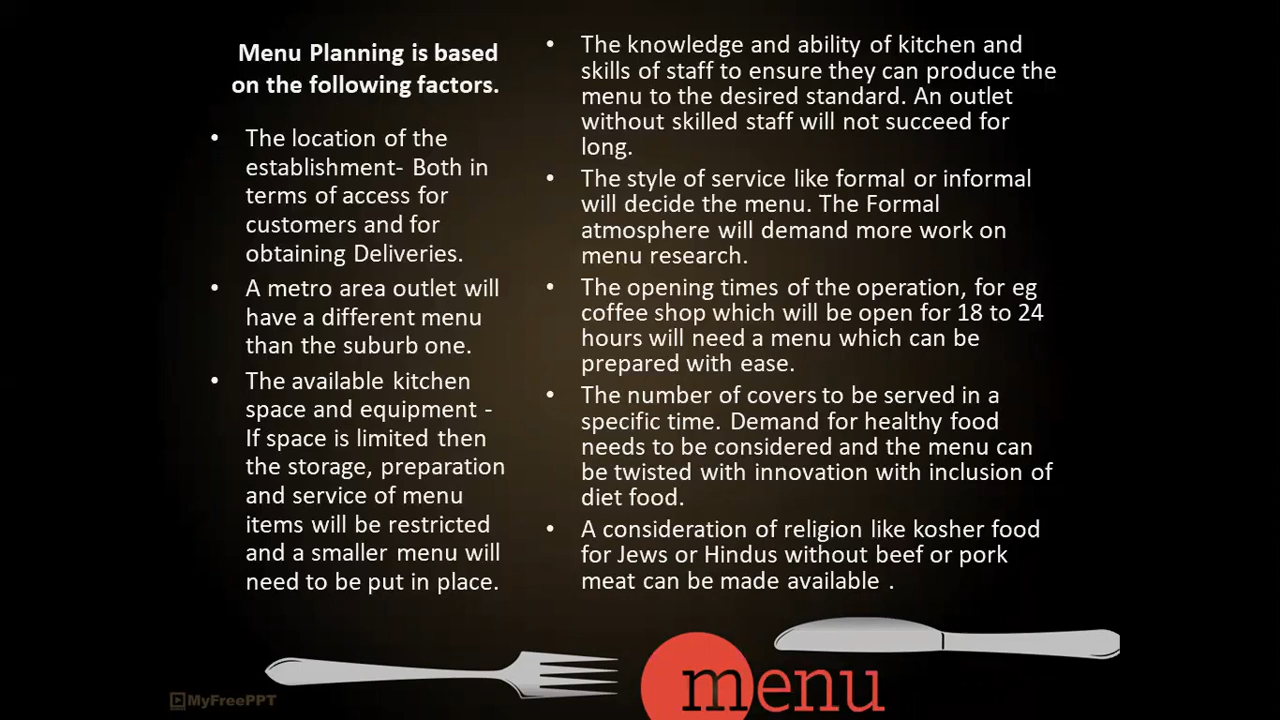 Menu Planning is based
on the following factors.
• The location of the
establishment- Both in
terms of access for
customers and for
obtaining Deliveries.
• A metro area outlet will
have a different menu
than the suburb one.
• The available kitchen
space and equipment -
If space is limited then
the storage, preparation
and service of menu
items will be restricted
and a smaller menu will
need to be put in place.
• The knowledge and ability of kitchen and
skills of staff to ensure they can produce the
menu to the desired standard. An outlet
without skilled staff will not succeed for
long.
• The style of service like formal or informal
will decide the menu. The Formal
atmosphere will demand more work on
menu research.
• The opening times of the operation, for eg
coffee shop which will be open for 18 to 24
hours will need a menu which can be
prepared with ease.
• The number of covers to be served in a
specific time. Demand for healthy food
needs to be considered and the menu can
be twisted with innovation with inclusion of
diet food.
• A consideration of religion like kosher food
for Jews or Hindus without beef or pork
meat can be made available .
menu
MyFreePPT